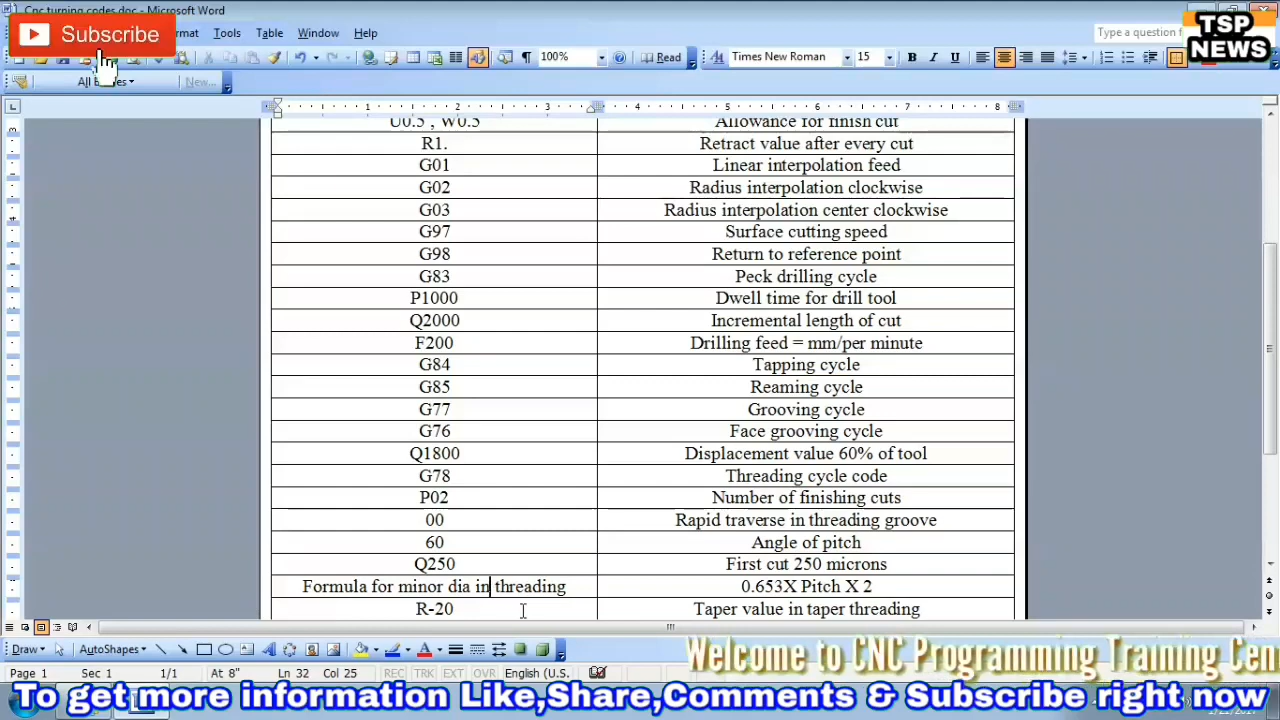 Cnc turning codes.doc - Microsoft Word
Subscribe
TSP
NEWS
Tools Table Window Help
Type a question f
100% Read Times New Roman 15 B I U
New...
1 2 3 4 5 6 7 8
U0.5 , W0.5 Allowance for finish cut
R1. Retract value after every cut
G01 Linear interpolation feed
G02 Radius interpolation clockwise
G03 Radius interpolation center clockwise
G97 Surface cutting speed
G98 Return to reference point
G83 Peck drilling cycle
P1000 Dwell time for drill tool
Q2000 Incremental length of cut
F200 Drilling feed = mm/per minute
G84 Tapping cycle
G85 Reaming cycle
G77 Grooving cycle
G76 Face grooving cycle
Q1800 Displacement value 60% of tool
G78 Threading cycle code
P02 Number of finishing cuts
00 Rapid traverse in threading groove
60 Angle of pitch
Q250 First cut 250 microns
Formula for minor dia in threading 0.653X Pitch X 2
R-20 Taper value in taper threading
Draw AutoShapes
Welcome to CNC Programming Training Cen
Page 1 Sec 1 1/1 At 8" Ln 32 Col 25 REC TRK EXT OVR English (U.S.
To get more information Like,Share,Comments & Subscribe right now